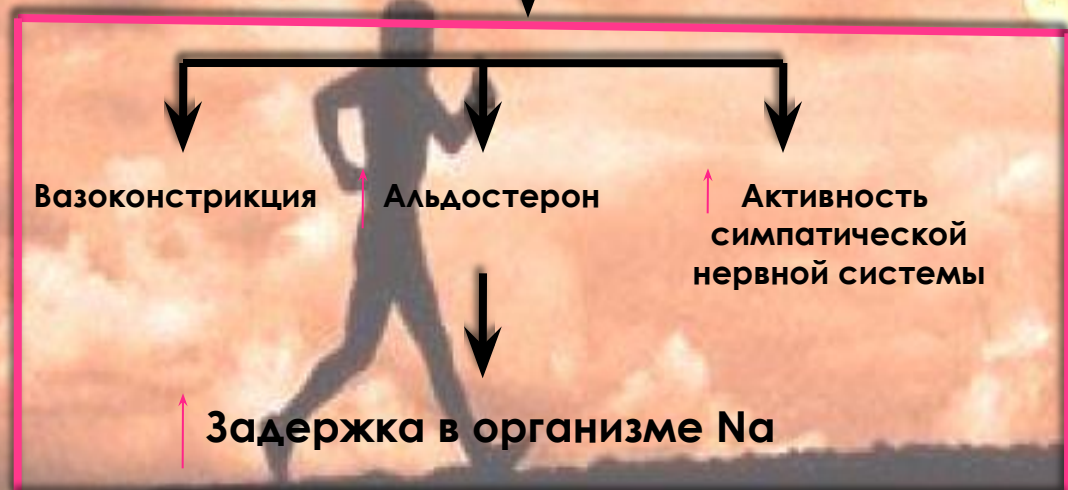 Вазоконстрикция
Альдостерон
Активность
симпатической
нервной системы
Задержка в организме Na